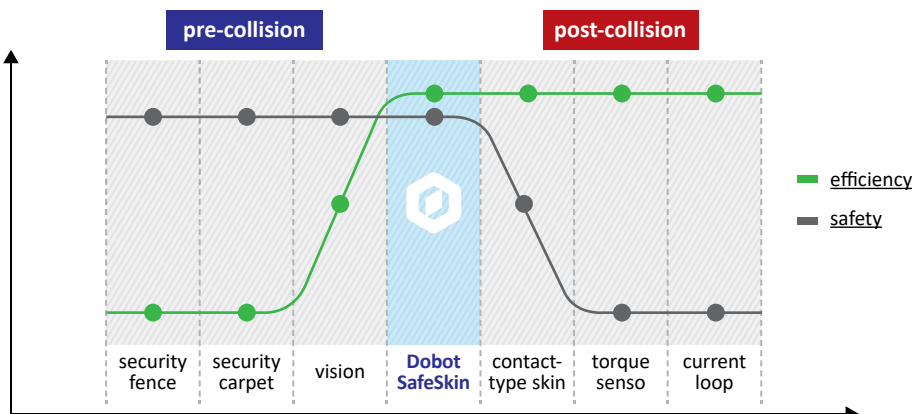 pre-collision
post-collision
efficiency
safety
security
fence
security
carpet
vision
Dobot
SafeSkin
contact-
type skin
torque
senso
current
loop